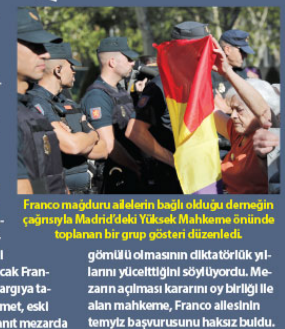 Franco mağduru ailelerin bağlı olduğu derneğin
çağrısıyla Madrid'deki Yüksek Mahkeme önünde
toplanan bir grup gösteri düzenledi.
gömülü olmasının diktatörlük yıl-
larını yücelttiğini söylüyordu. Me-
zarın açılması kararını oy birliği ile
alan mahkeme, Franco ailesinin
temyiz başvurusunu haksız buldu.